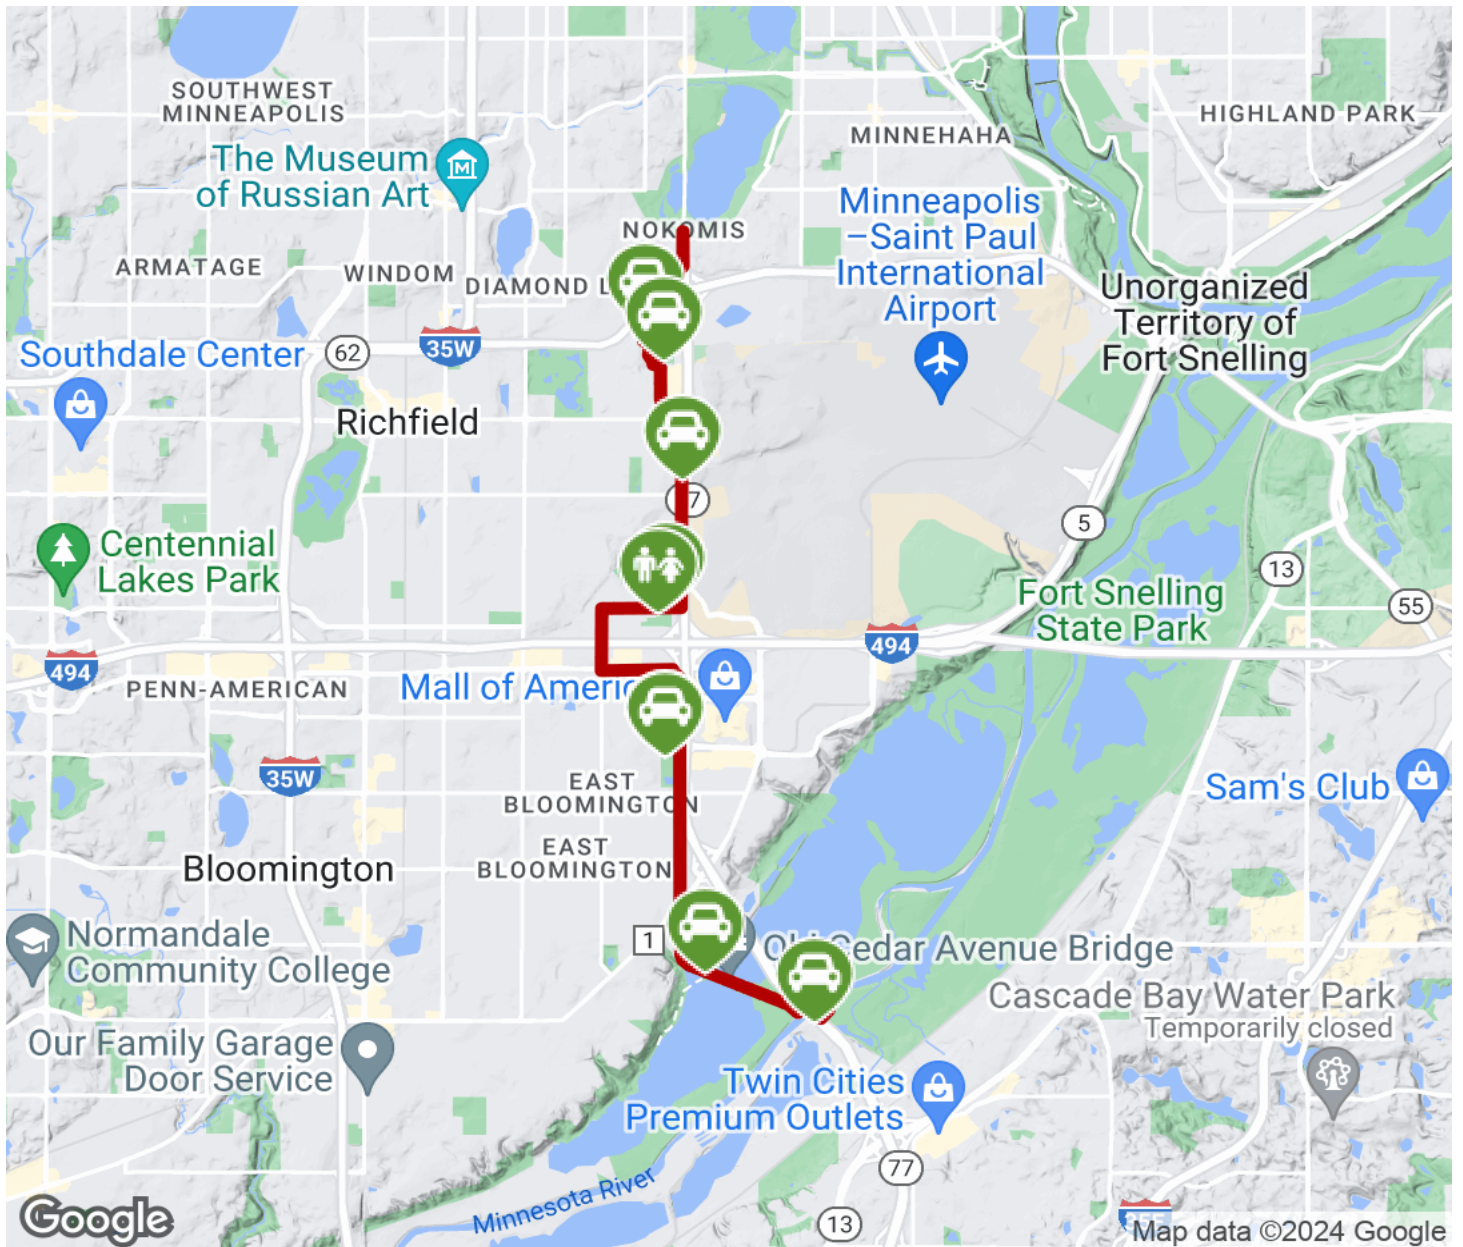 SOUTHWEST
MINNEAPOLIS
HIGHLAND PARK
MINNEHAHA
The Museum
of Russian Art
M
Minneapolis
–Saint Paul
International
Airport
NOKOMIS
ARMATAGE
WINDOM
DIAMOND L
Unorganized
Territory of
Fort Snelling
Southdale Center
62
35W
Richfield
7
5
Centennial
Lakes Park
13
Fort Snelling
State Park
55
494
494
PENN-AMERICAN
Mall of Americ
35W
EAST
BLOOMINGTON
Sam's Club
EAST
BLOOMINGTON
Bloomington
Normandale
Community College
1
Old Cedar Avenue Bridge
Cascade Bay Water Park
Temporarily closed
Our Family Garage
Door Service
Twin Cities
Premium Outlets
77
Minnesota River
13
Google
Map data ©2024 Google